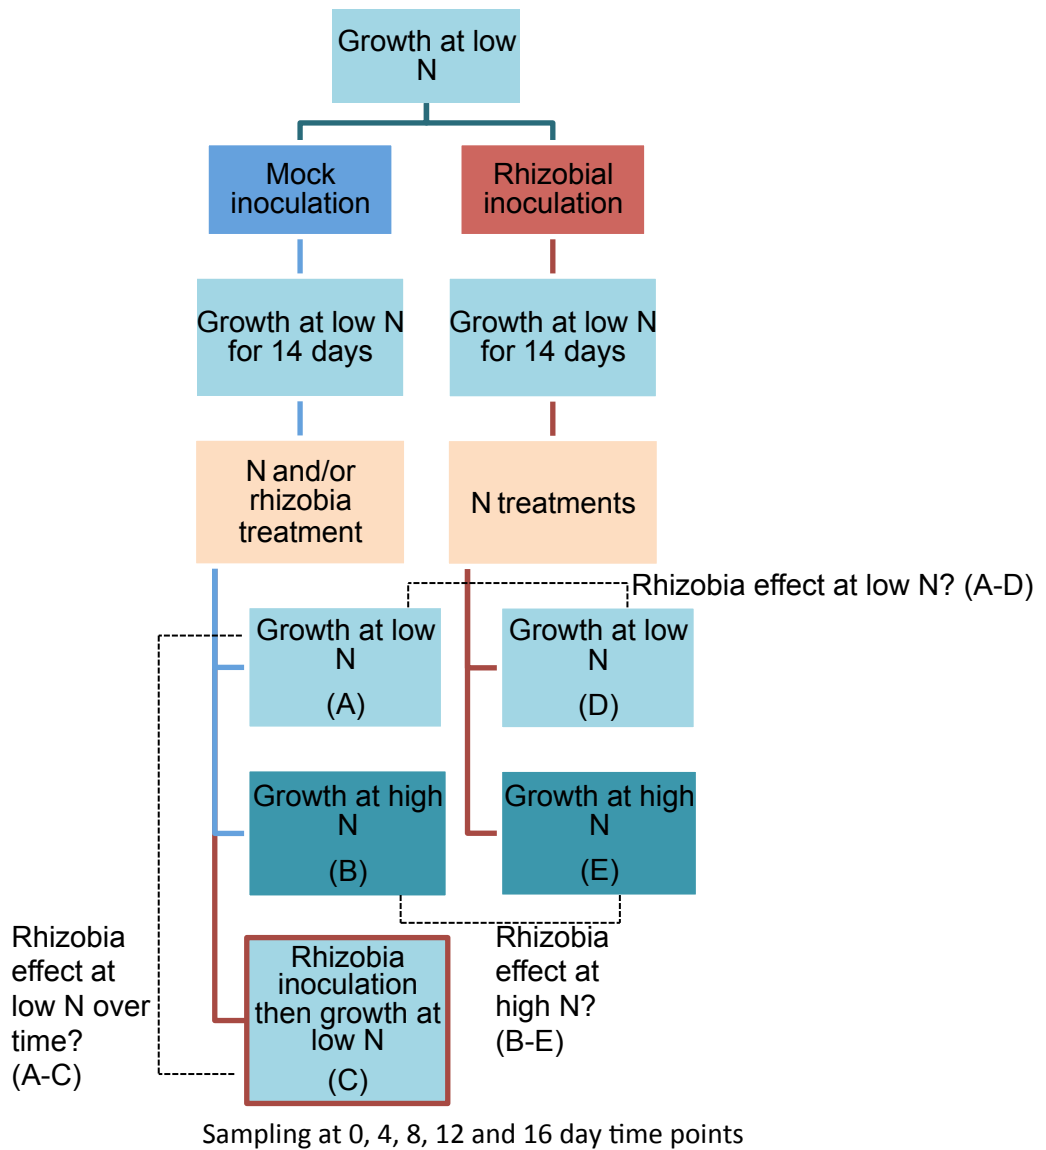 Growth at low
N
Mock
inoculation
Rhizobial
inoculation
Growth at low N
for 14 days
Growth at low N
for 14 days
N and/or
rhizobia
treatment
N treatments
Rhizobia effect at low N? (A-D)
Growth at low
N
(A)
Growth at low
N
(D)
Growth at high
N
(B)
Growth at high
N
(E)
Rhizobia
effect at
low N over
time?
(A-C)
Rhizobia
inoculation
then growth at
low N
(C)
Rhizobia
effect at
high N?
(B-E)
Sampling at 0, 4, 8, 12 and 16 day time points